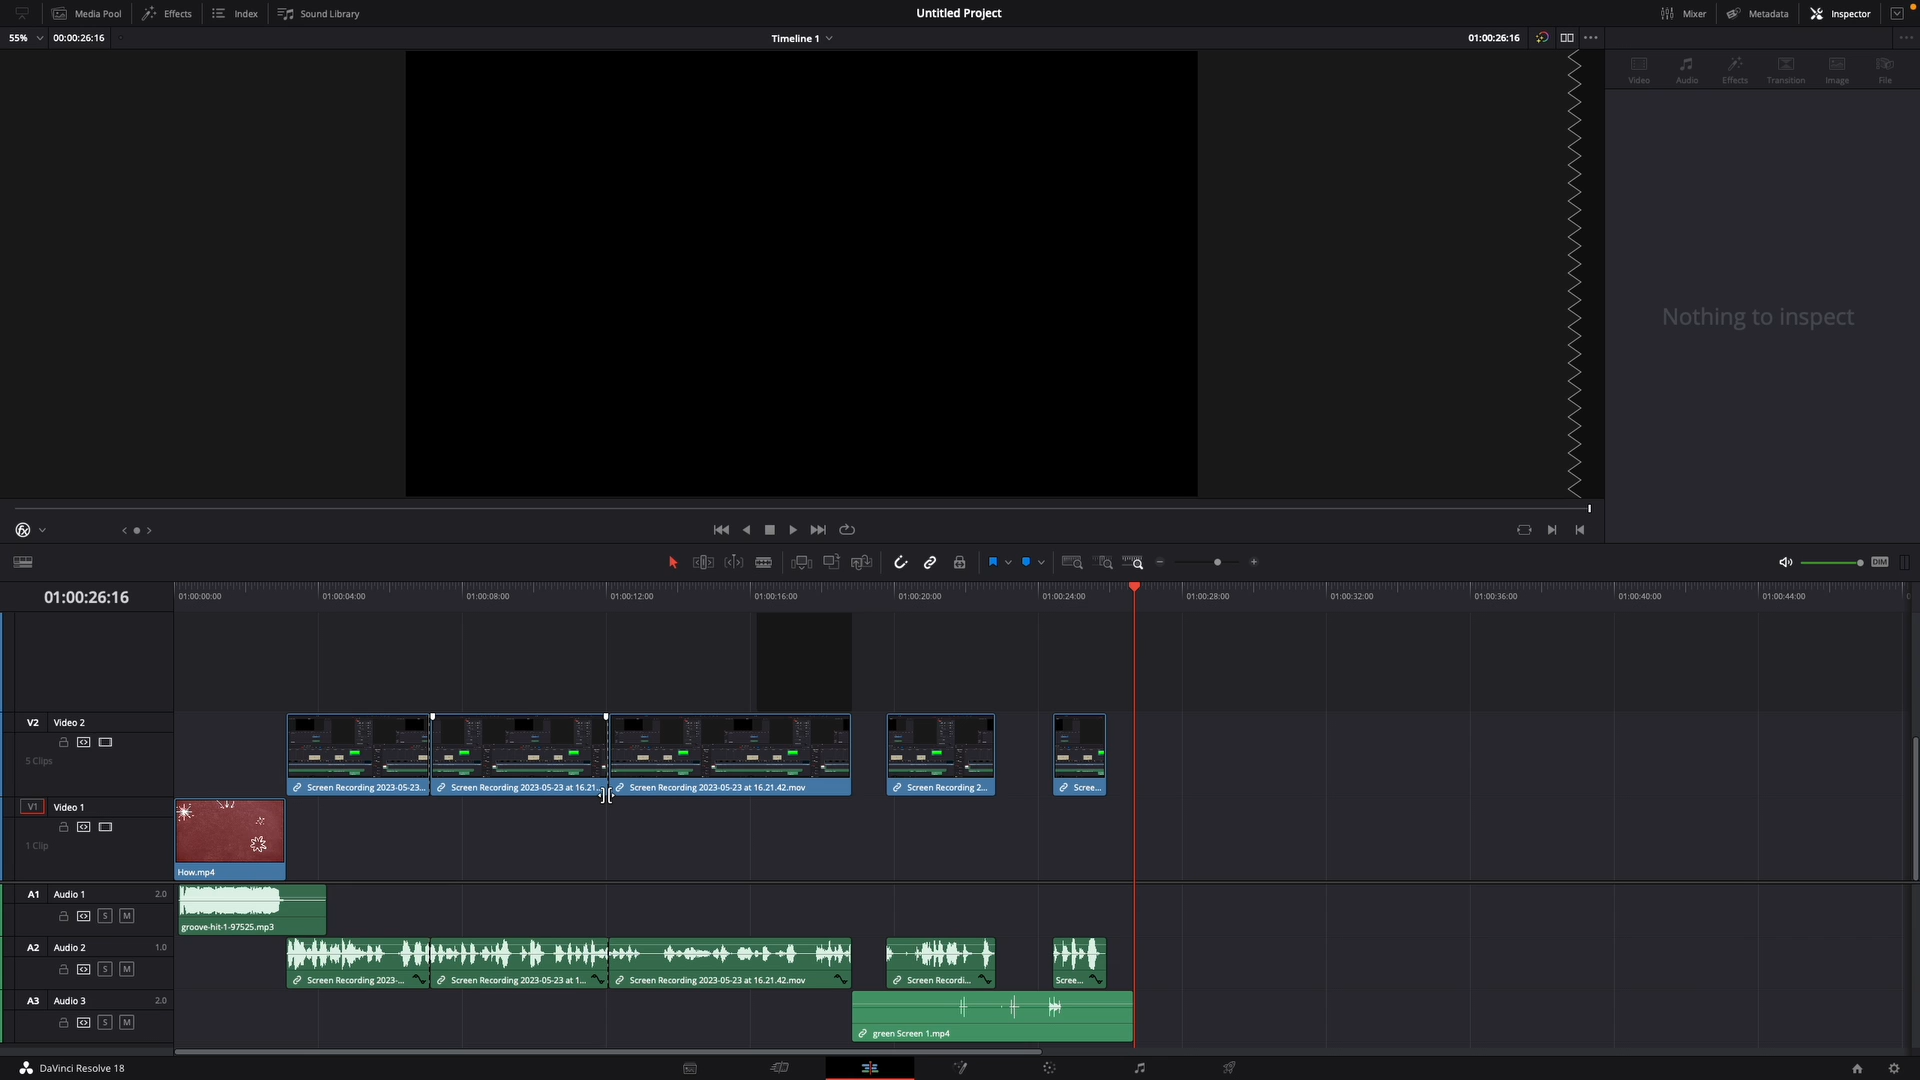 Media Pool Effects Index Sound Library Untitled Project Mixer Metadata Inspector
55% 00:00:26:16 Timeline 1 01:00:26:16
Video Audio Effects Transition Image File
Nothing to inspect
DIM
01:00:26:16 01:00:00:00 01:00:04:00 01:00:08:00 01:00:12:00 01:00:16:00 01:00:20:00 01:00:24:00 01:00:28:00 01:00:32:00 01:00:36:00 01:00:40:00 01:00:44:00
V2 Video 2
5 Clips
Screen Recording 2023-05-23... Screen Recording 2023-05-23 at 16.21... Screen Recording 2023-05-23 at 16.21.42.mov Screen Recording 2... Scree...
V1 Video 1
1 Clip
How.mp4
A1 Audio 1 2.0
S M
groove-hit-1-97525.mp3
A2 Audio 2 1.0
S M
Screen Recording 2023-... Screen Recording 2023-05-23 at 1... Screen Recording 2023-05-23 at 16.21.42.mov Screen Recordi... Scree...
A3 Audio 3 2.0
S M
green Screen 1.mp4
DaVinci Resolve 18